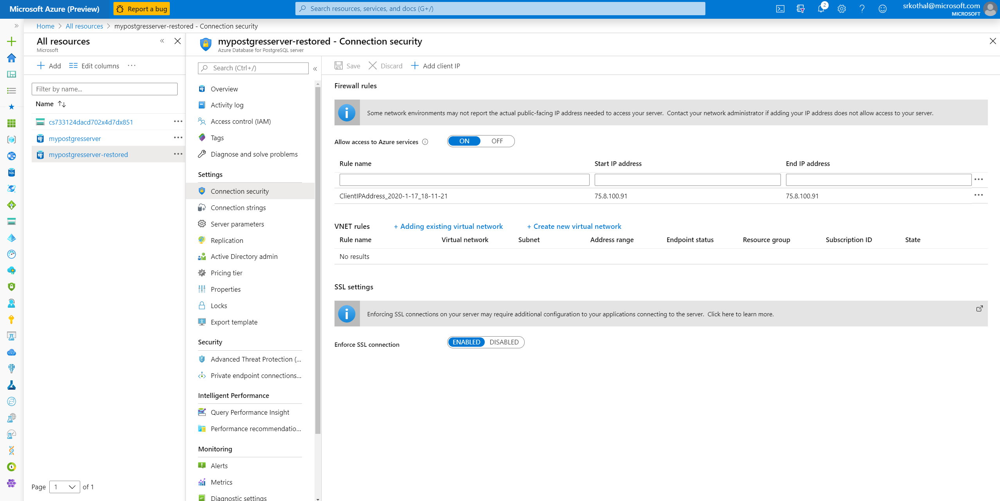 Microsoft Azure (Preview)
Report a bug
Search resources, services, and docs (G+/)
2
srkothal@microsoft.com
MICROSOFT
Home > All resources > mypostgresserver-restored - Connection security
All resources
Microsoft
Add
Edit columns
Filter by name...
Name
cs733124dacd702x4d7dx851
mypostgresserver
mypostgresserver-restored
Page 1 of 1
mypostgresserver-restored - Connection security
Azure Database for PostgreSQL server
Search (Ctrl+/)
Overview
Activity log
Access control (IAM)
Tags
Diagnose and solve problems
Settings
Connection security
Connection strings
Server parameters
Replication
Active Directory admin
Pricing tier
Properties
Locks
Export template
Security
Advanced Threat Protection (...
Private endpoint connections...
Intelligent Performance
Query Performance Insight
Performance recommendatio...
Monitoring
Alerts
Metrics
Diagnostic settings
Save
Discard
Add client IP
Firewall rules
Some network environments may not report the actual public-facing IP address needed to access your server.  Contact your network administrator if adding your IP address does not allow access to your server.
Allow access to Azure services
ON
OFF
Rule name
Start IP address
End IP address
ClientIPAddress_2020-1-17_18-11-21
75.8.100.91
75.8.100.91
VNET rules
+ Adding existing virtual network
+ Create new virtual network
Rule name
Virtual network
Subnet
Address range
Endpoint status
Resource group
Subscription ID
State
No results
SSL settings
Enforcing SSL connections on your server may require additional configuration to your applications connecting to the server.  Click here to learn more.
Enforce SSL connection
ENABLED
DISABLED